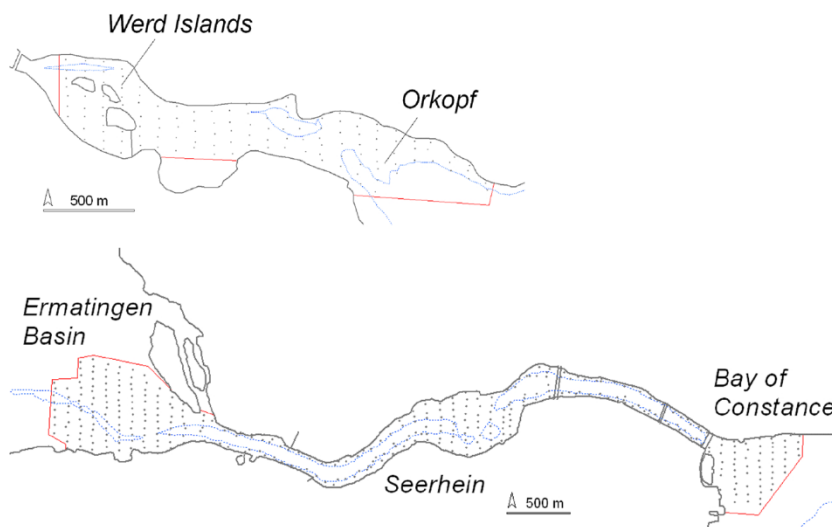 Werd Islands
Orkopf
500 m
Ermatingen
Basin
Bay of
Constance
Seerhein
500 m